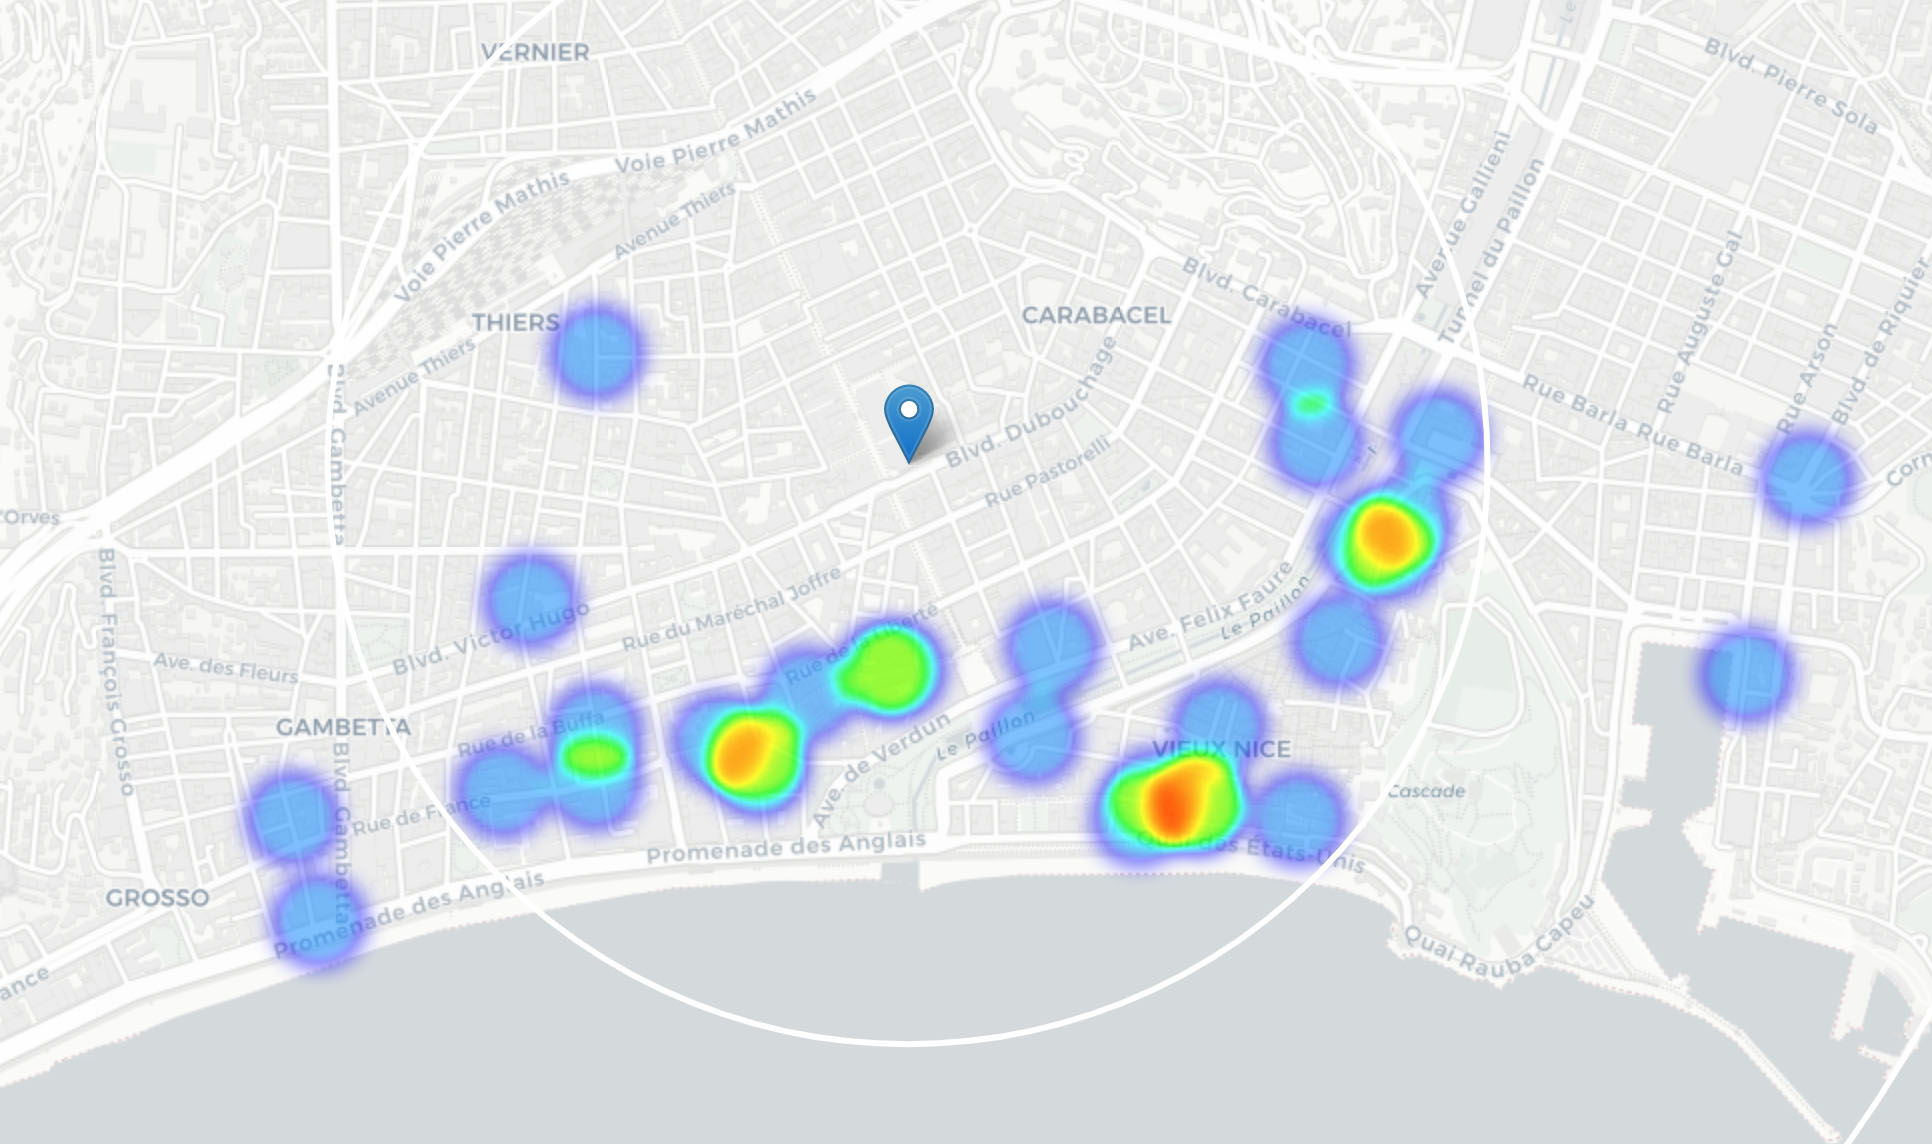 VERNIER
Blvd. Pierre Sola
Voie Pierre Mathis
Voie Pierre Mathis
Avenue Thiers
Avenue Gallieni
Tunnel du Paillon
Rue Auguste Gal
Blvd. de Riquier
Blvd. Carabacel
THIERS
CARABACEL
Avenue Thiers
Rue Arson
Blvd. Gambetta
Blvd. Dubouchage
Rue Barla
Rue Barla
Rue Pastorelli
Corn
'Orves
Blvd. François Grosso
Rue du Maréchal Joffre
Ave. Felix Faure
Le Paillon
Blvd. Victor Hugo
Rue de la Liberté
Ave. des Fleurs
GAMBETTA
Rue de la Buffa
Ave. de Verdun
Le Paillon
VIEUX NICE
Blvd. Gambetta
Rue de France
Cascade
Promenade des Anglais
Quai des États-Unis
GROSSO
Promenade des Anglais
Quai Rauba Capeu
ance